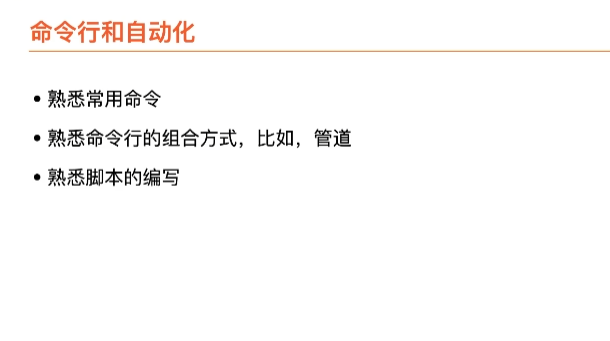 命令行和自动化
• 熟悉常用命令
• 熟悉命令行的组合方式，比如，管道
• 熟悉脚本的编写